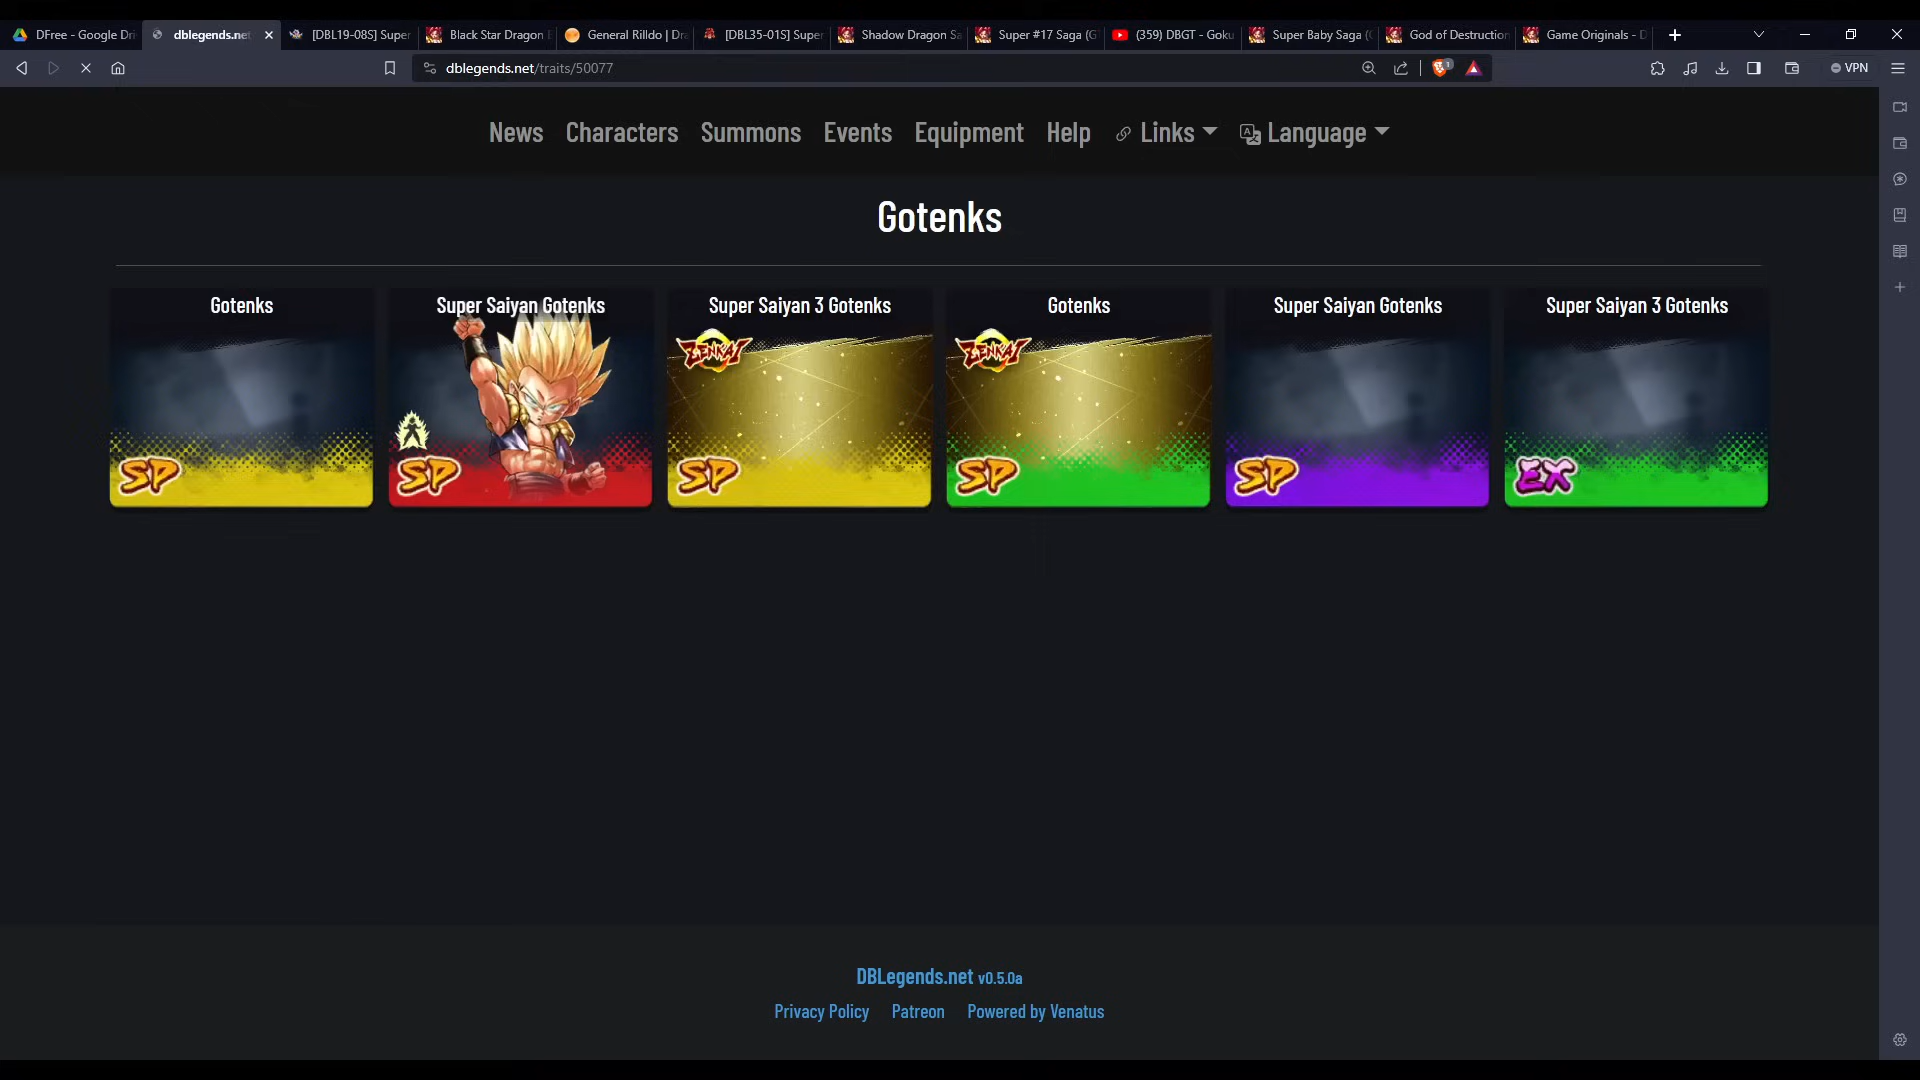 DFree - Google Dri
dblegends.net
[DBL19-08S] Super
Black Star Dragon
General Rilldo | Dra
[DBL35-01S] Super
Shadow Dragon Sa
Super #17 Saga (G
(359) DBGT - Goku
Super Baby Saga (
God of Destruction
Game Originals - D
dblegends.net/traits/50077
1
VPN
News
Characters
Summons
Events
Equipment
Help
Links
Language
Gotenks
Gotenks
Super Saiyan Gotenks
Super Saiyan 3 Gotenks
Gotenks
Super Saiyan Gotenks
Super Saiyan 3 Gotenks
ZENKAI
ZENKAI
SP
SP
SP
SP
SP
EX
DBLegends.net v0.5.0a
Privacy Policy
Patreon
Powered by Venatus